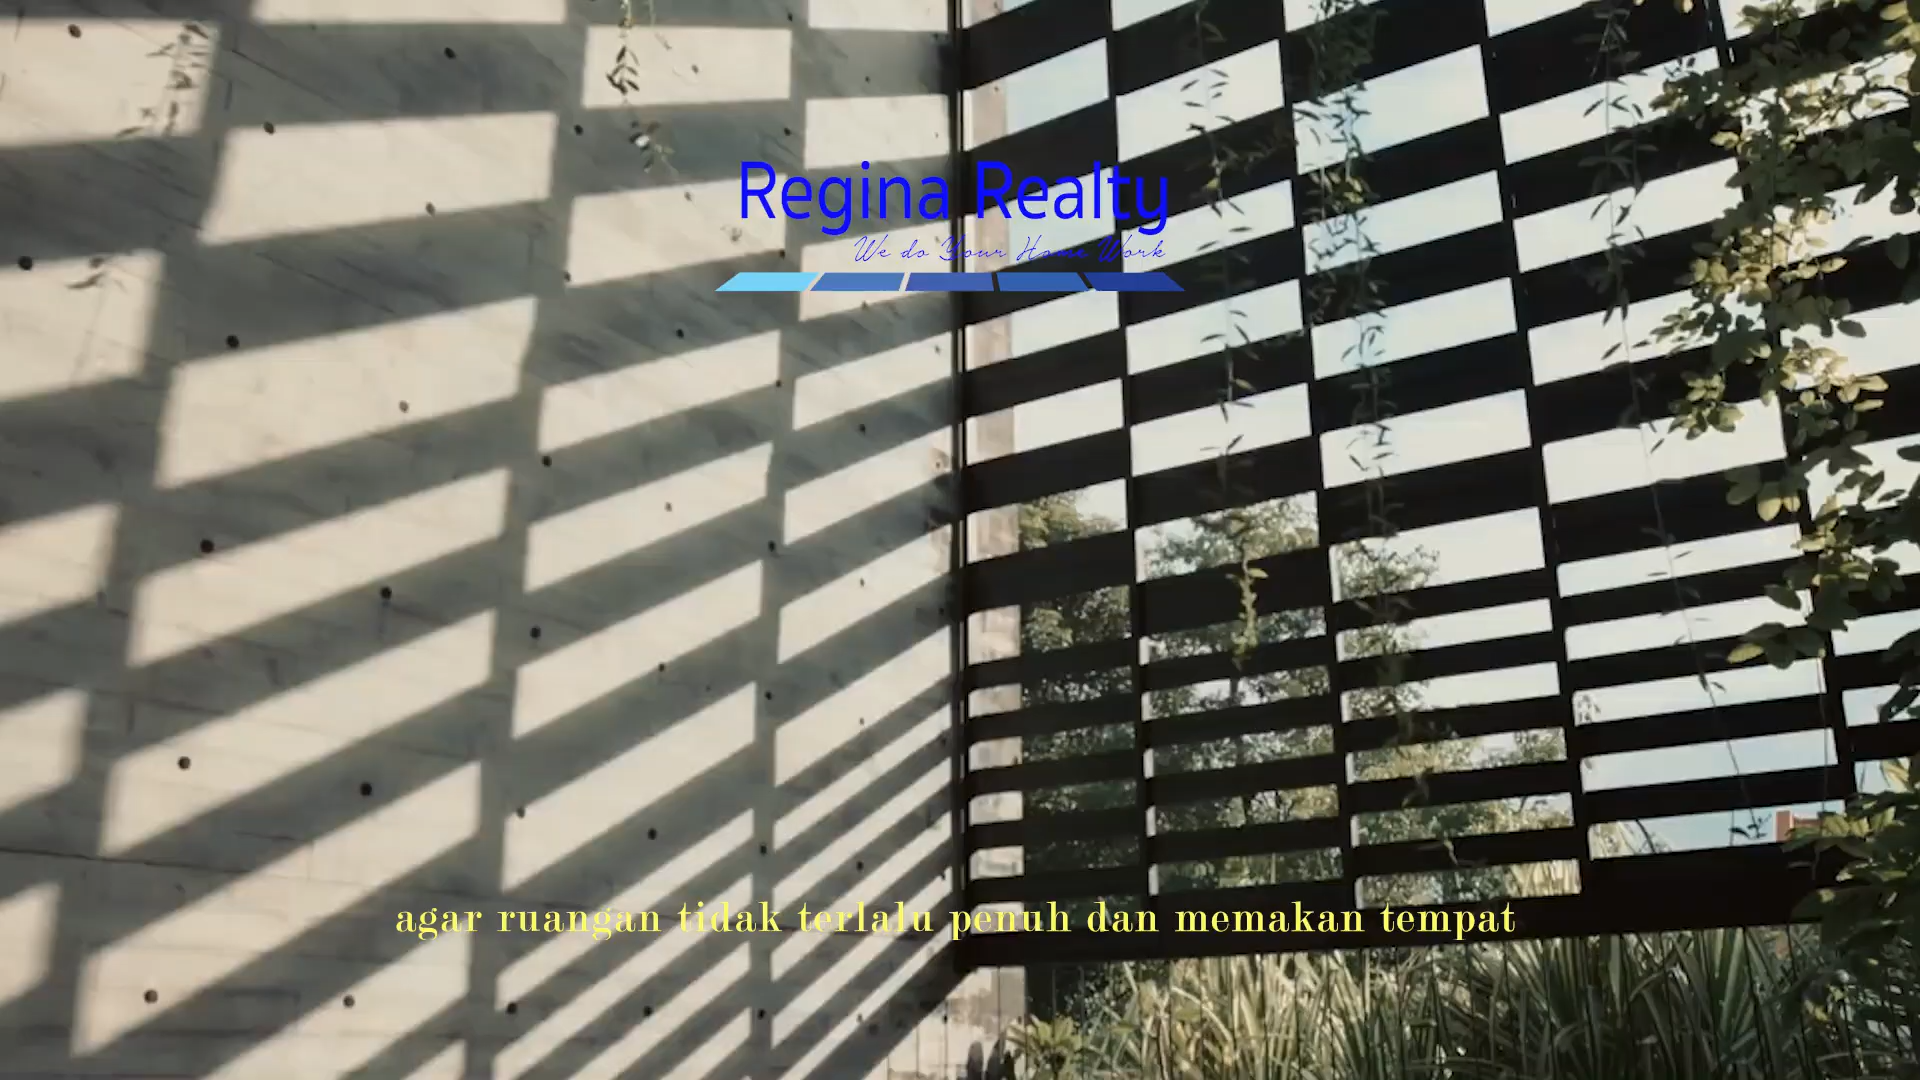 Regina Realty
We do Your Home Work
agar ruangan tidak terlalu penuh dan memakan tempat